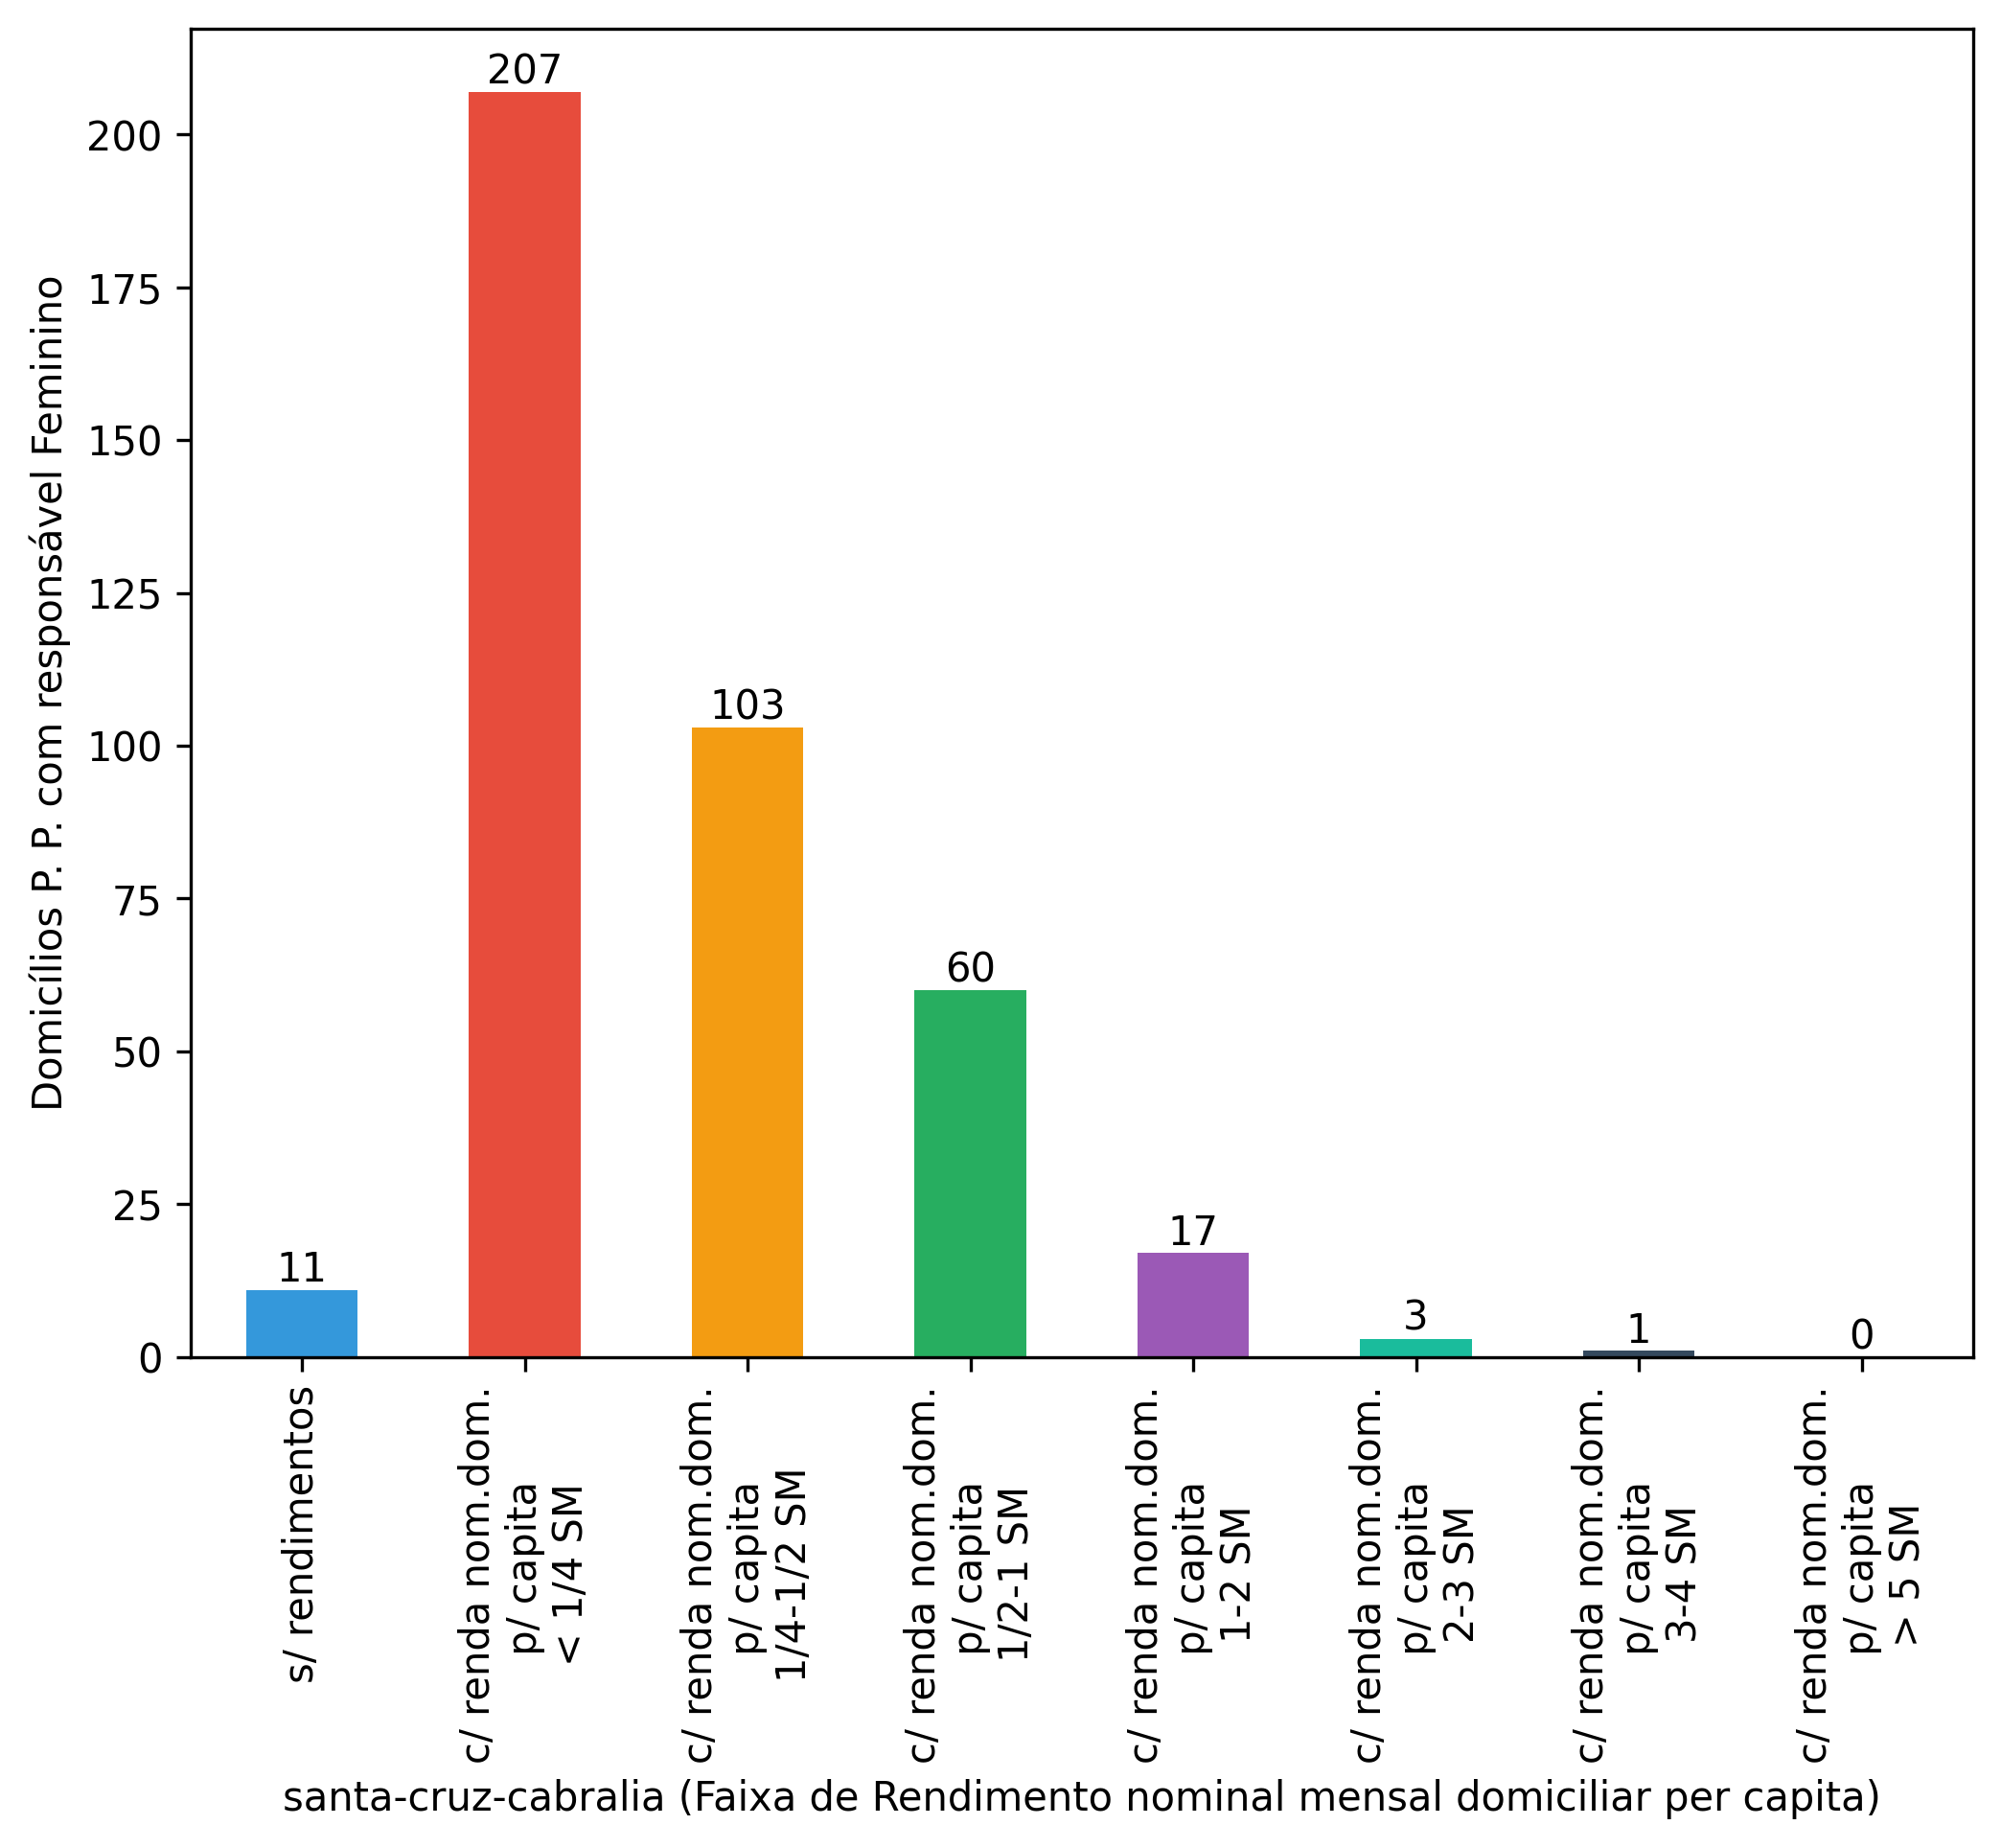 Domicílios P. P. com responsável Feminino
200
175
150
125
100
75
50
25
0
11
207
103
60
17
3
1
0
s/ rendimentos
c/ renda nom.dom.
p/ capita
< 1/4 SM
c/ renda nom.dom.
p/ capita
1/4-1/2 SM
c/ renda nom.dom.
p/ capita
1/2-1 SM
c/ renda nom.dom.
p/ capita
1-2 SM
c/ renda nom.dom.
p/ capita
2-3 SM
c/ renda nom.dom.
p/ capita
3-4 SM
c/ renda nom.dom.
p/ capita
> 5 SM
santa-cruz-cabralia (Faixa de Rendimento nominal mensal domiciliar per capita)